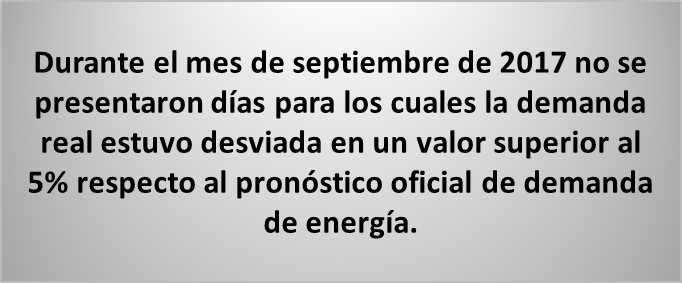 Durante el mes de septiembre de 2017 no se
presentaron días para los cuales la demanda
real estuvo desviada en un valor superior al
5% respecto al pronóstico oficial de demanda
de energía.